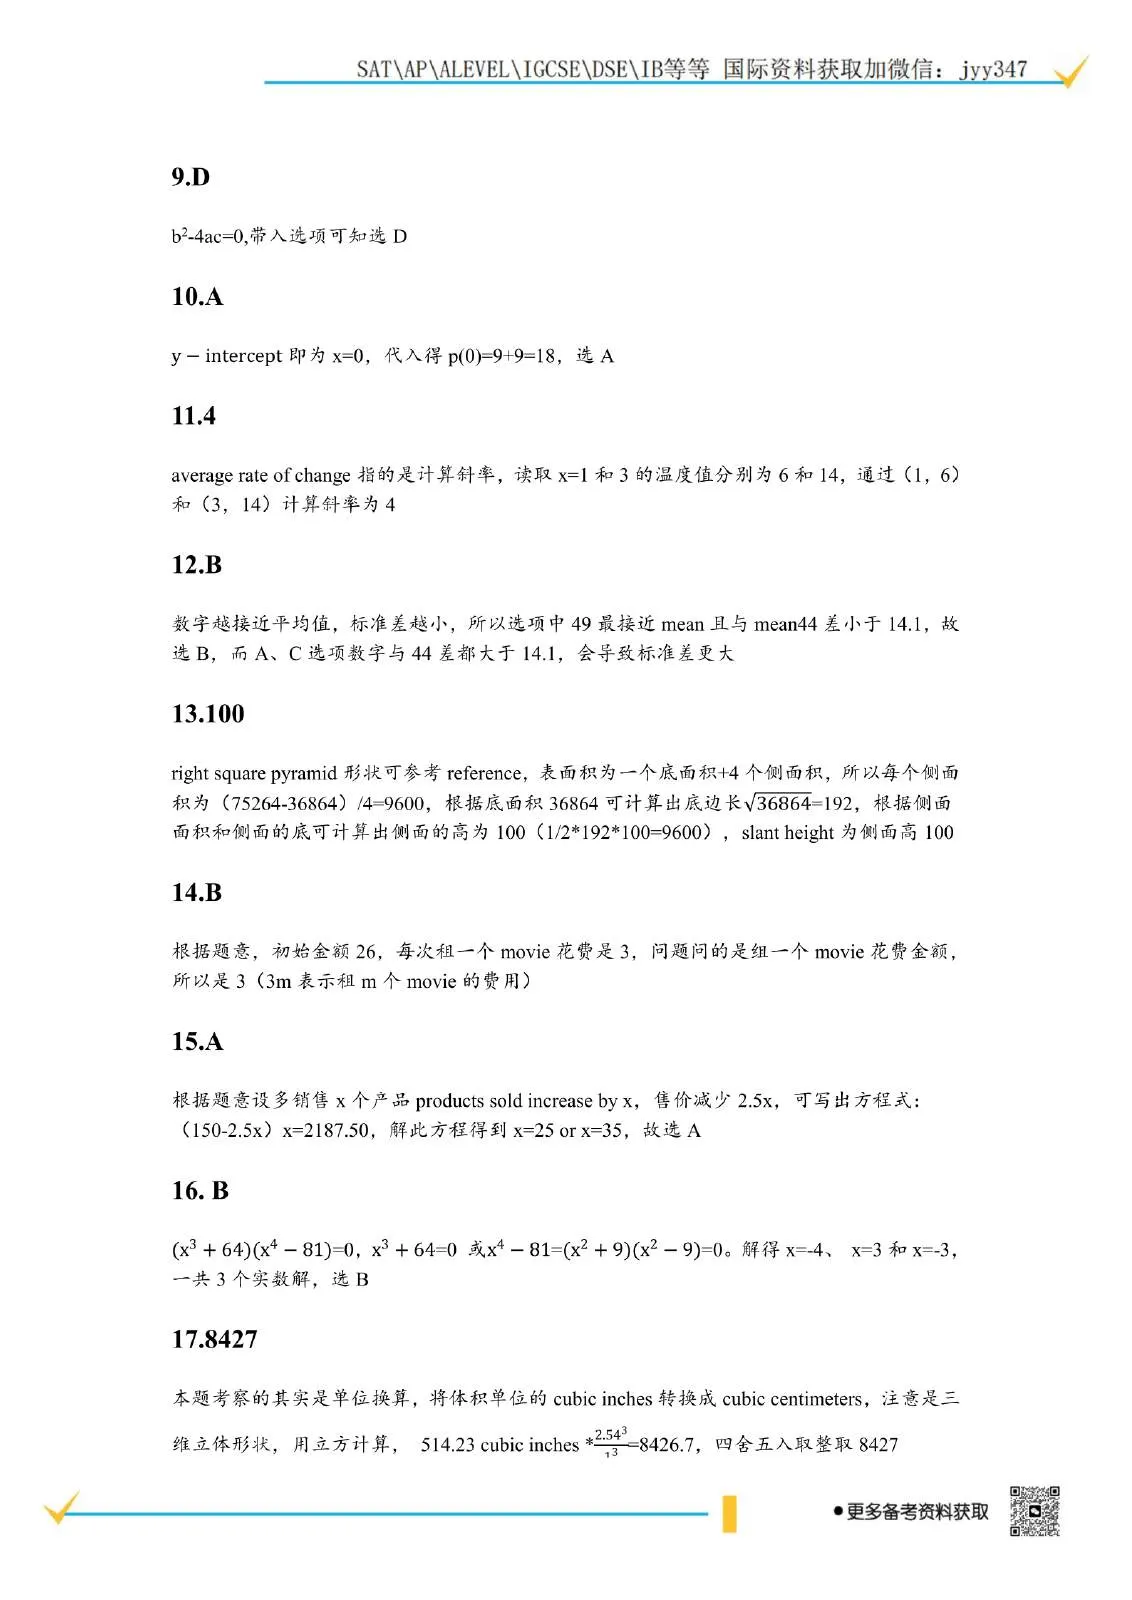 SAT\AP\ALEVEL\IGCSE\DSE\IB等等 国际资料获取加微信：jyy347
9.D
b²-4ac=0,带入选项可知选 D
10.A
y − intercept 即为 x=0，代入得 p(0)=9+9=18，选 A
11.4
average rate of change 指的是计算斜率，读取 x=1 和 3 的温度值分别为 6 和 14，通过（1，6）
和（3，14）计算斜率为 4
12.B
数字越接近平均值，标准差越小，所以选项中 49 最接近 mean 且与 mean44 差小于 14.1，故
选 B，而 A、C 选项数字与 44 差都大于 14.1，会导致标准差更大
13.100
right square pyramid 形状可参考 reference，表面积为一个底面积+4 个侧面积，所以每个侧面
积为（75264-36864）/4=9600，根据底面积 36864 可计算出底边长√36864=192，根据侧面
面积和侧面的底可计算出侧面的高为 100（1/2*192*100=9600），slant height 为侧面高 100
14.B
根据题意，初始金额 26，每次租一个 movie 花费是 3，问题问的是组一个 movie 花费金额，
所以是 3（3m 表示租 m 个 movie 的费用）
15.A
根据题意设多销售 x 个产品 products sold increase by x，售价减少 2.5x，可写出方程式：
（150-2.5x）x=2187.50，解此方程得到 x=25 or x=35，故选 A
16. B
(x³ + 64)(x⁴ − 81)=0，x³ + 64=0 或x⁴ − 81=(x² + 9)(x² − 9)=0。解得 x=-4、 x=3 和 x=-3，
一共 3 个实数解，选 B
17.8427
本题考察的其实是单位换算，将体积单位的 cubic inches 转换成 cubic centimeters，注意是三
维立体形状，用立方计算， 514.23 cubic inches *2.54³/1³=8426.7，四舍五入取整取 8427
●更多备考资料获取